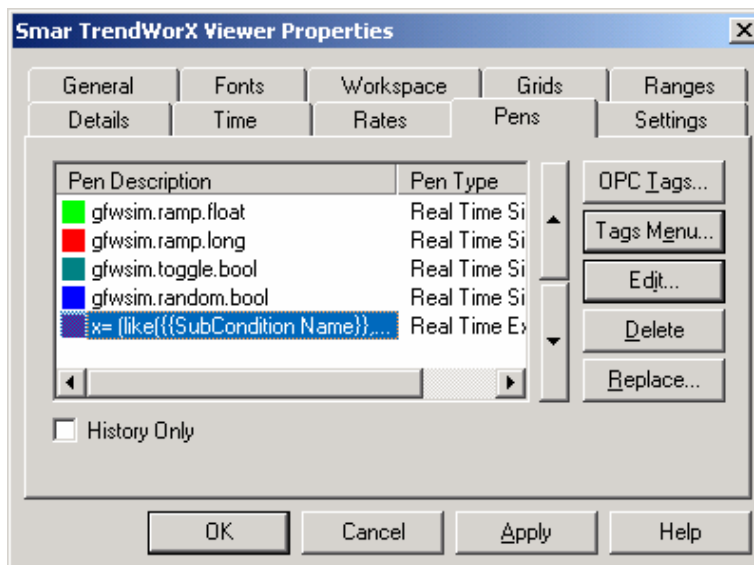 Smar TrendWorX Viewer Properties
General Fonts Workspace Grids Ranges
Details Time Rates Pens Settings
Pen Description Pen Type
gfwsim.ramp.float Real Time Si
gfwsim.ramp.long Real Time Si
gfwsim.toggle.bool Real Time Si
gfwsim.random.bool Real Time Si
x= (like({{SubCondition Name}},... Real Time Ex
OPC Tags...
Tags Menu...
Edit...
Delete
Replace...
History Only
OK Cancel Apply Help